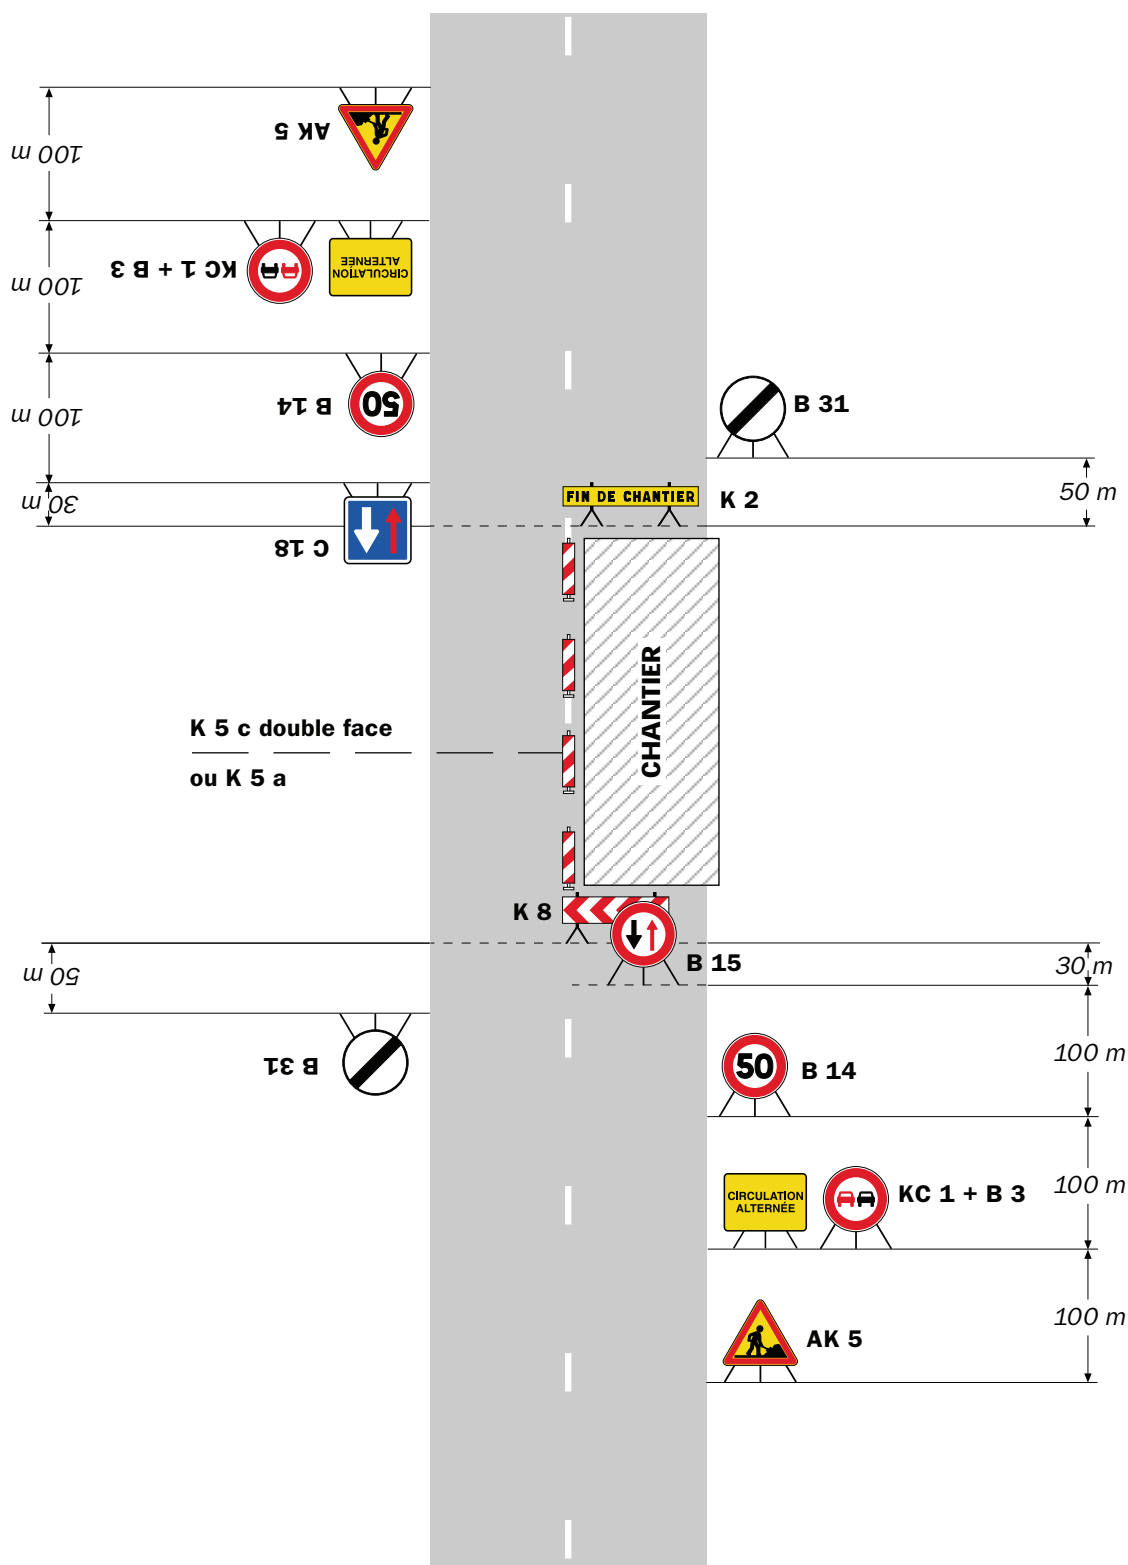 AK 5
100 m
KC 1 + B 3
CIRCULATION
ALTERNÉE
100 m
B 14
50
100 m
B 31
FIN DE CHANTIER
K 2
50 m
30 m
C 18
CHANTIER
K 5 c double face
ou K 5 a
K 8
B 15
30 m
50 m
B 31
50
B 14
100 m
CIRCULATION
ALTERNÉE
KC 1 + B 3
100 m
AK 5
100 m